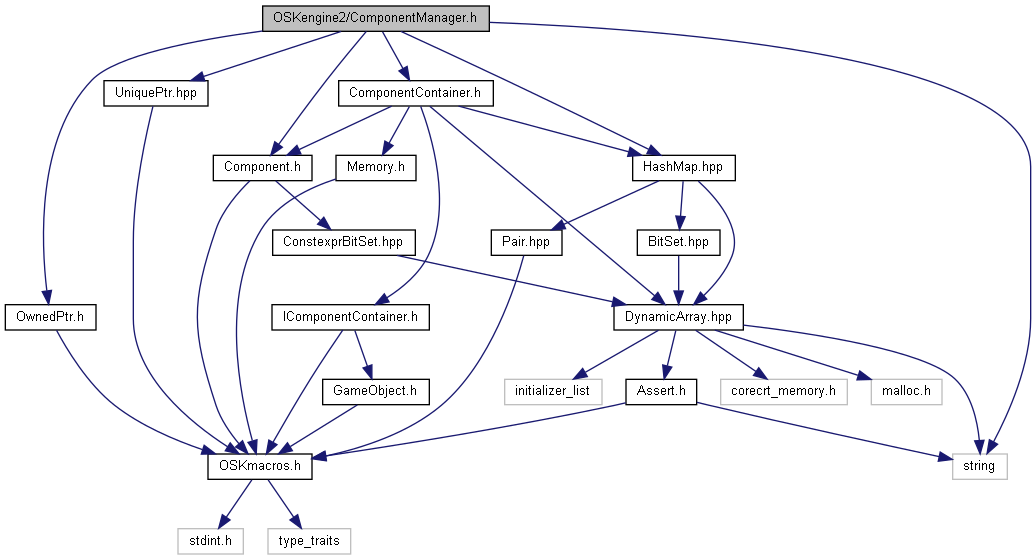 OSKengine2/ComponentManager.h
UniquePtr.hpp
ComponentContainer.h
Component.h
Memory.h
HashMap.hpp
ConstexprBitSet.hpp
Pair.hpp
BitSet.hpp
OwnedPtr.h
IComponentContainer.h
DynamicArray.hpp
GameObject.h
initializer_list
Assert.h
corecrt_memory.h
malloc.h
OSKmacros.h
string
stdint.h
type_traits